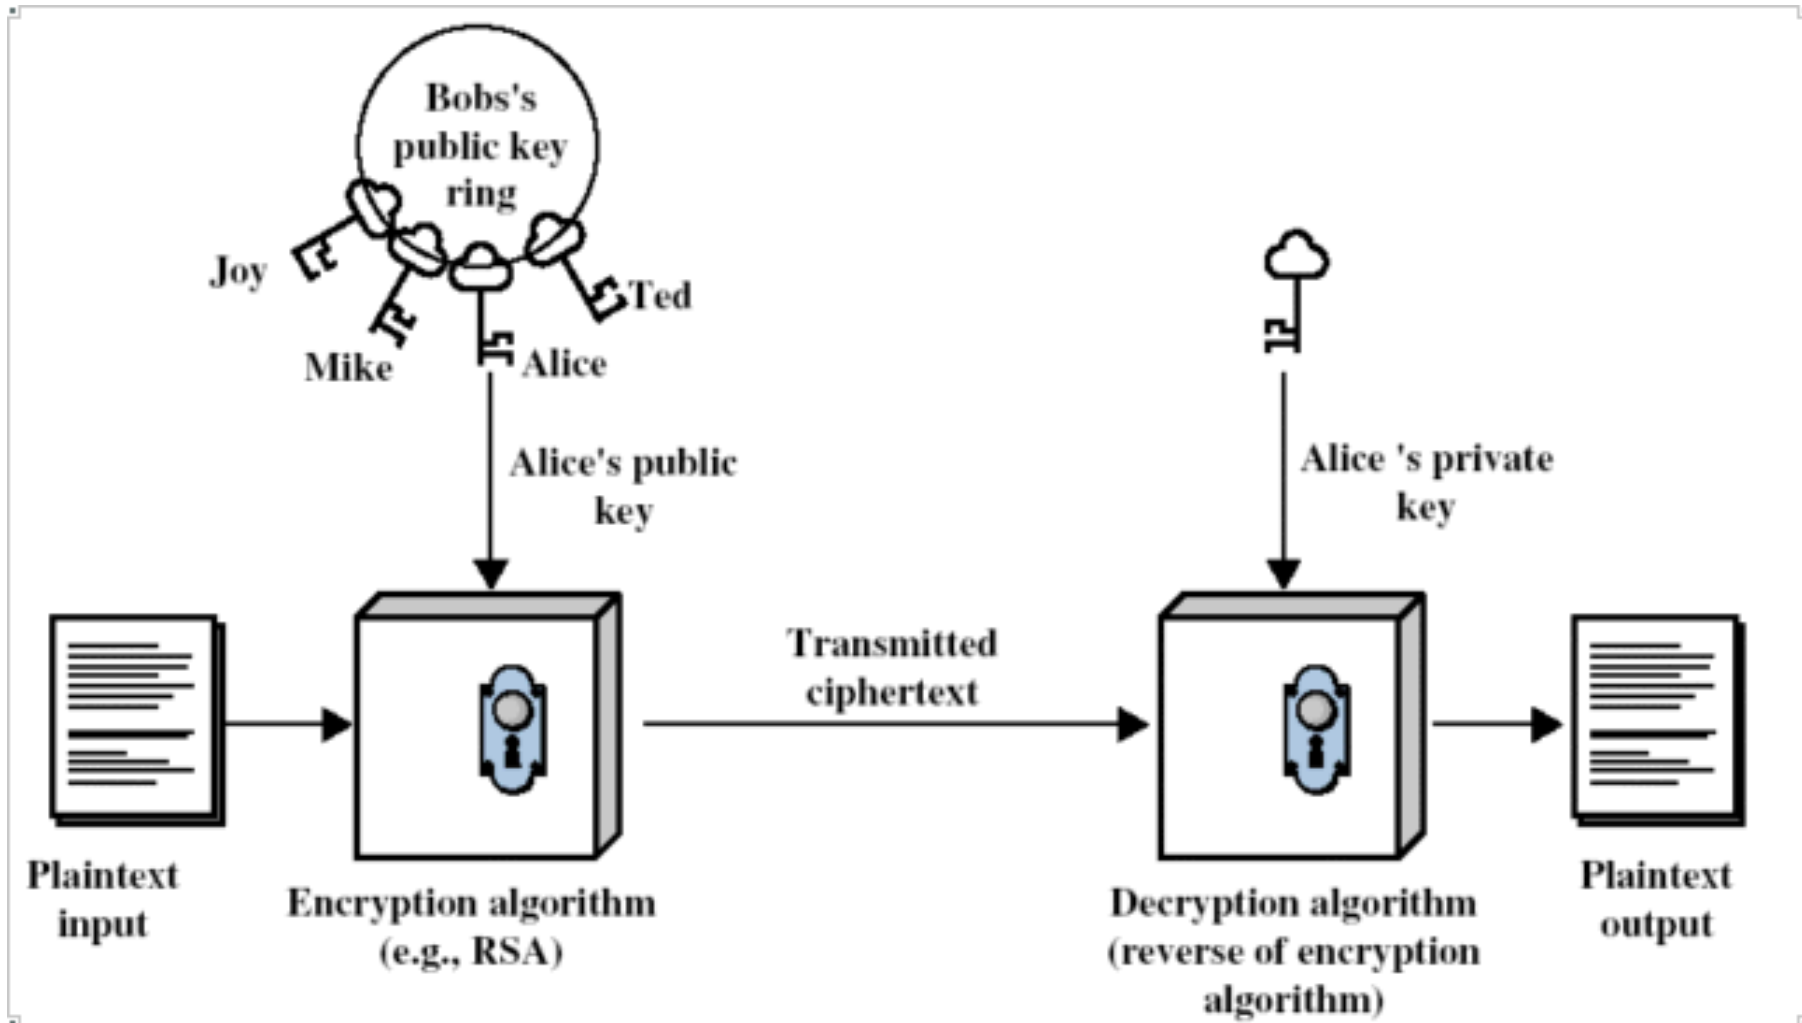 Bobs's
public key
ring
Joy
Ted
Mike
Alice
Alice's public
key
Alice 's private
key
Transmitted
ciphertext
Plaintext
input
Encryption algorithm
(e.g., RSA)
Decryption algorithm
(reverse of encryption
algorithm)
Plaintext
output